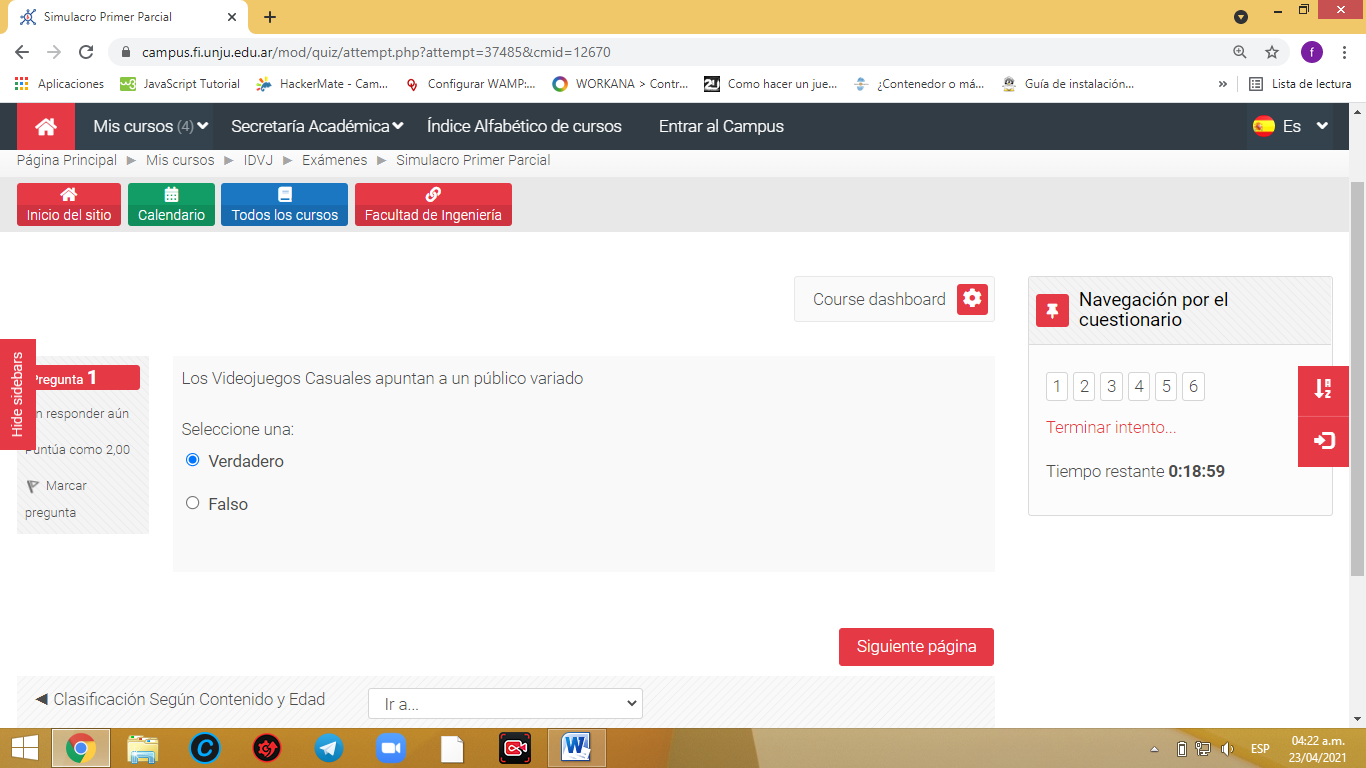 Simulacro Primer Parcial
campus.fi.unju.edu.ar/mod/quiz/attempt.php?attempt=37485&cmid=12670
f
Aplicaciones JavaScript Tutorial HackerMate - Cam... Configurar WAMP:... WORKANA > Contr... Como hacer un jue... ¿Contenedor o má... Guía de instalación... » Lista de lectura
Mis cursos (4) Secretaría Académica Índice Alfabético de cursos Entrar al Campus Es
Página Principal ► Mis cursos ► IDVJ ► Exámenes ► Simulacro Primer Parcial
Inicio del sitio Calendario Todos los cursos Facultad de Ingeniería
Course dashboard
Hide sidebars
Pregunta 1
n responder aún
Puntúa como 2,00
Marcar
pregunta
Los Videojuegos Casuales apuntan a un público variado
Seleccione una:
Verdadero
Falso
Siguiente página
Navegación por el
cuestionario
1 2 3 4 5 6
Terminar intento...
Tiempo restante 0:18:59
◄ Clasificación Según Contenido y Edad
Ir a...
ESP
04:22 a.m.
23/04/2021